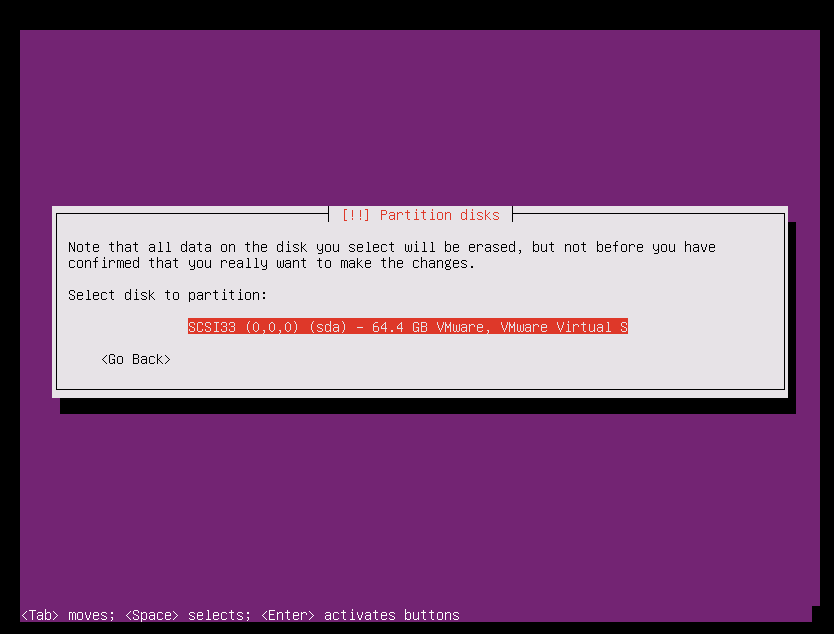 [!!] Partition disks
Note that all data on the disk you select will be erased, but not before you have
confirmed that you really want to make the changes.
Select disk to partition:
SCSI33 (0,0,0) (sda) - 64.4 GB VMware, VMware Virtual S
<Go Back>
<Tab> moves; <Space> selects; <Enter> activates buttons